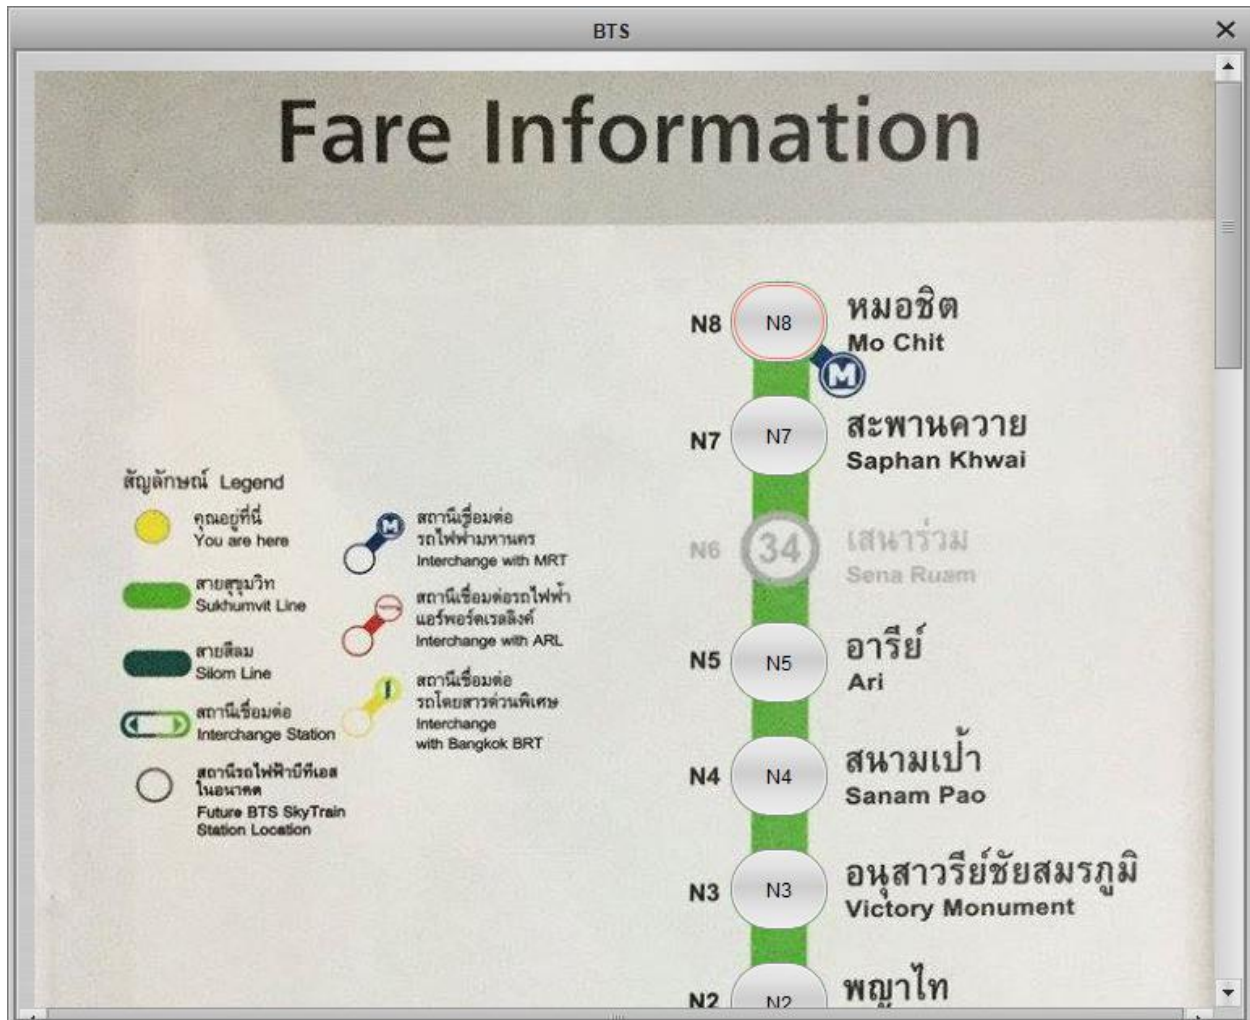 BTS
Fare Information
N8
N8
หมอชิต
Mo Chit
M
N7
N7
สะพานควาย
Saphan Khwai
N6
34
เสนาร่วม
Sena Ruam
N5
N5
อารีย์
Ari
N4
N4
สนามเป้า
Sanam Pao
N3
N3
อนุสาวรีย์ชัยสมรภูมิ
Victory Monument
N2
N2
พญาไท
สัญลักษณ์ Legend
คุณอยู่ที่นี่
You are here
สายสุขุมวิท
Sukhumvit Line
สายสีลม
Silom Line
สถานีเชื่อมต่อ
Interchange Station
สถานีรถไฟฟ้าบีทีเอส
ในอนาคต
Future BTS SkyTrain
Station Location
M
สถานีเชื่อมต่อ
รถไฟฟ้ามหานคร
Interchange with MRT
สถานีเชื่อมต่อรถไฟฟ้า
แอร์พอร์ตเรลลิงค์
Interchange with ARL
สถานีเชื่อมต่อ
รถโดยสารด่วนพิเศษ
Interchange
with Bangkok BRT